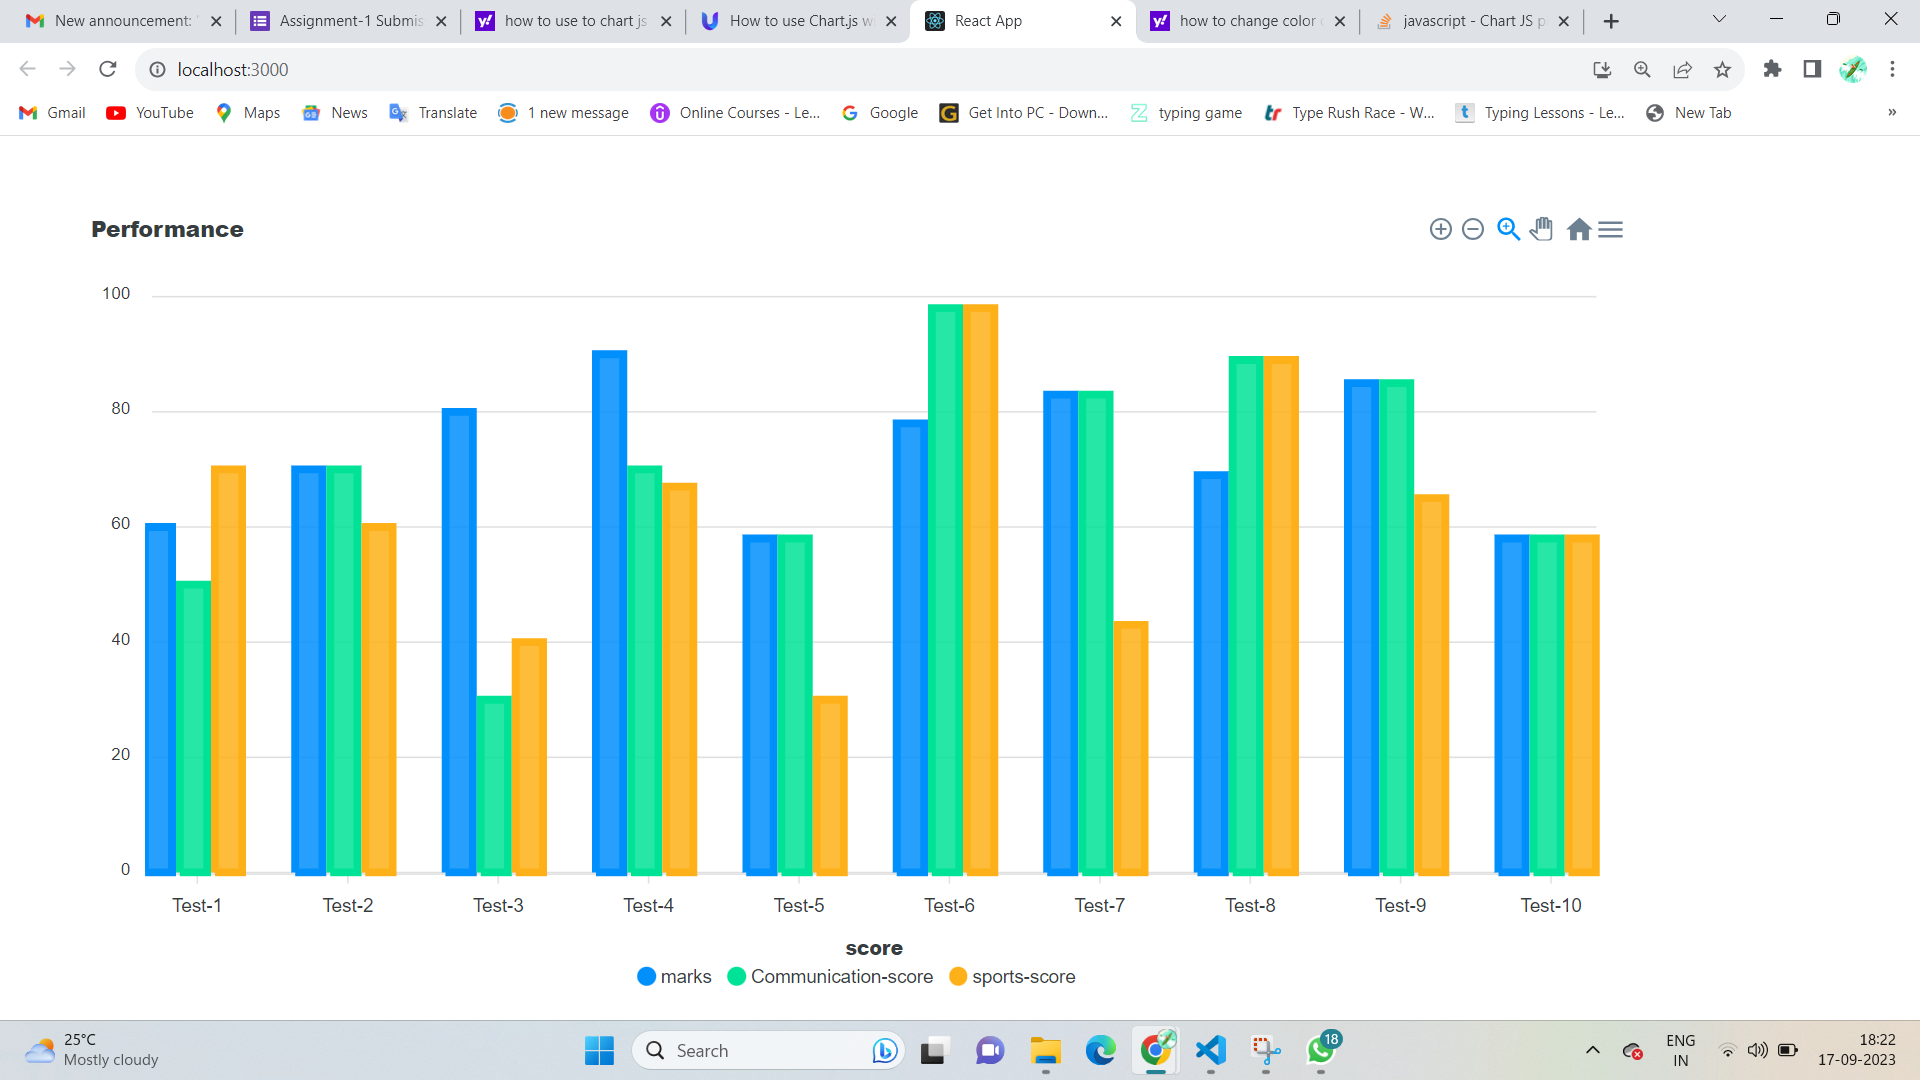 New announcement: "
Assignment-1 Submis
how to use to chart js
How to use Chart.js w
React App
how to change color
javascript - Chart JS p
localhost:3000
Gmail
YouTube
Maps
News
Translate
1 new message
Online Courses - Le...
Google
Get Into PC - Down...
typing game
Type Rush Race - W...
Typing Lessons - Le...
New Tab
»
Performance
100
80
60
40
20
0
Test-1
Test-2
Test-3
Test-4
Test-5
Test-6
Test-7
Test-8
Test-9
Test-10
score
marks
Communication-score
sports-score
25°C
Mostly cloudy
Search
18
ENG
IN
18:22
17-09-2023